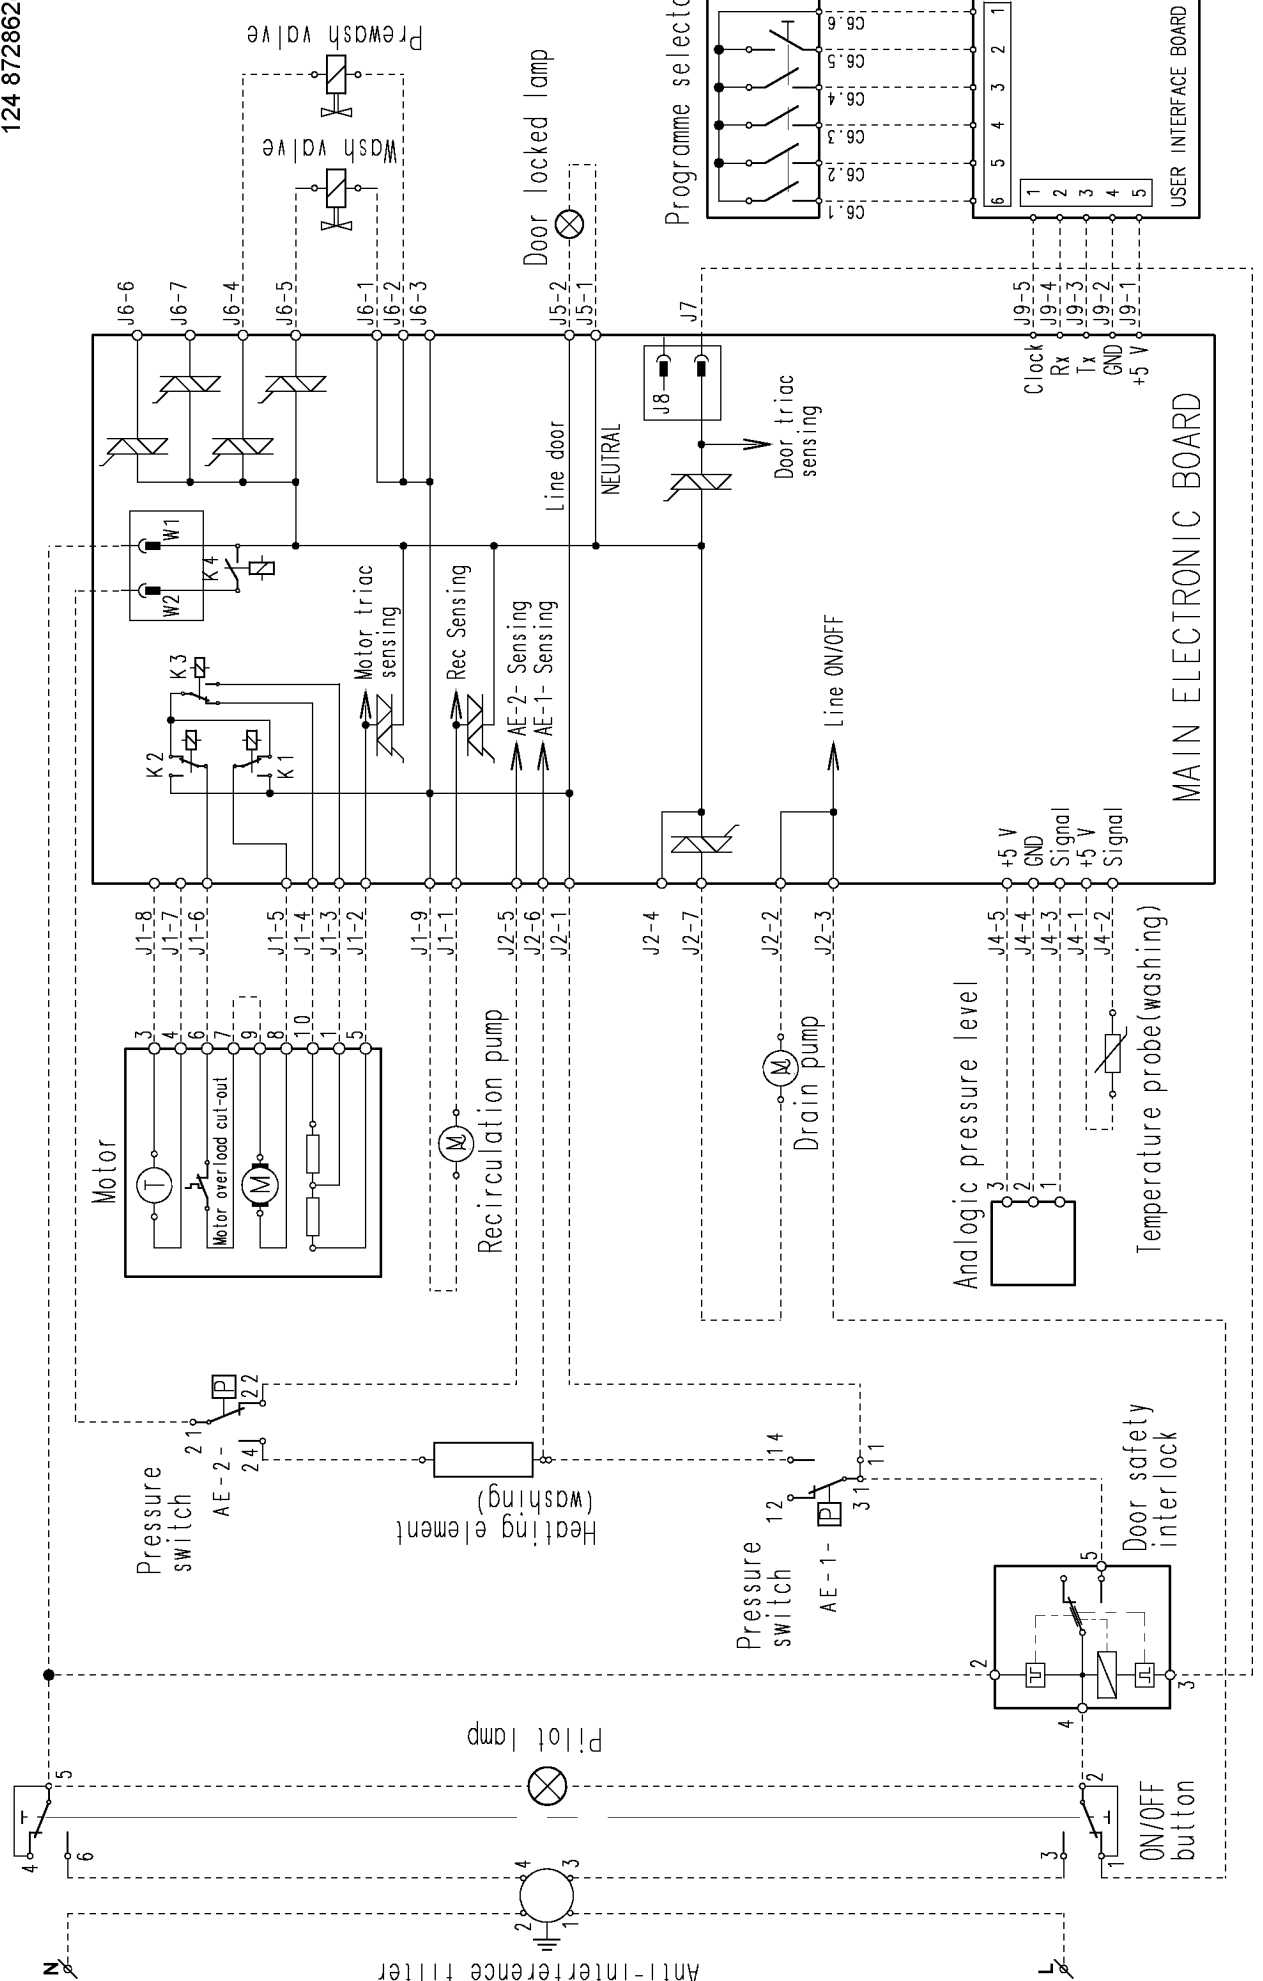 124 872862
Prewash valve
Wash valve
Door locked lamp
Programme selecto
C6.6
C6.5
C6.4
C6.3
C6.2
C6.1
1
2
3
4
5
6
1
2
3
4
5
USER INTERFACE BOARD
J6-6
J6-7
J6-4
J6-5
J6-1
J6-2
J6-3
J5-2
J5-1
J7
J9-5
J9-4
J9-3
J9-2
J9-1
Clock
Rx
Tx
GND
+5 V
J8
Door triac
sensing
Line door
NEUTRAL
W1
W2
K4
K3
K2
K1
Motor triac
sensing
Rec Sensing
AE-2- Sensing
AE-1- Sensing
Line ON/OFF
MAIN ELECTRONIC BOARD
+5 V
GND
Signal
+5 V
Signal
J1-8
J1-7
J1-6
J1-5
J1-4
J1-3
J1-2
J1-9
J1-1
J2-5
J2-6
J2-1
J2-4
J2-7
J2-2
J2-3
J4-5
J4-4
J4-3
J4-1
J4-2
Motor
3
4
6
7
9
8
10
1
5
T
Motor overload cut-out
M
M
Recirculation pump
M
Drain pump
Analogic pressure level
3
2
1
Temperature probe(washing)
Pressure
switch
AE-2-
21
P
22
24
Heating element
(washing)
Pressure
switch
AE-1-
12
14
P
31
11
Door safety
interlock
2
5
4
3
Pilot lamp
5
4
6
2
3
1
ON/OFF
button
4
3
2
1
N
L
Anti-interference filter